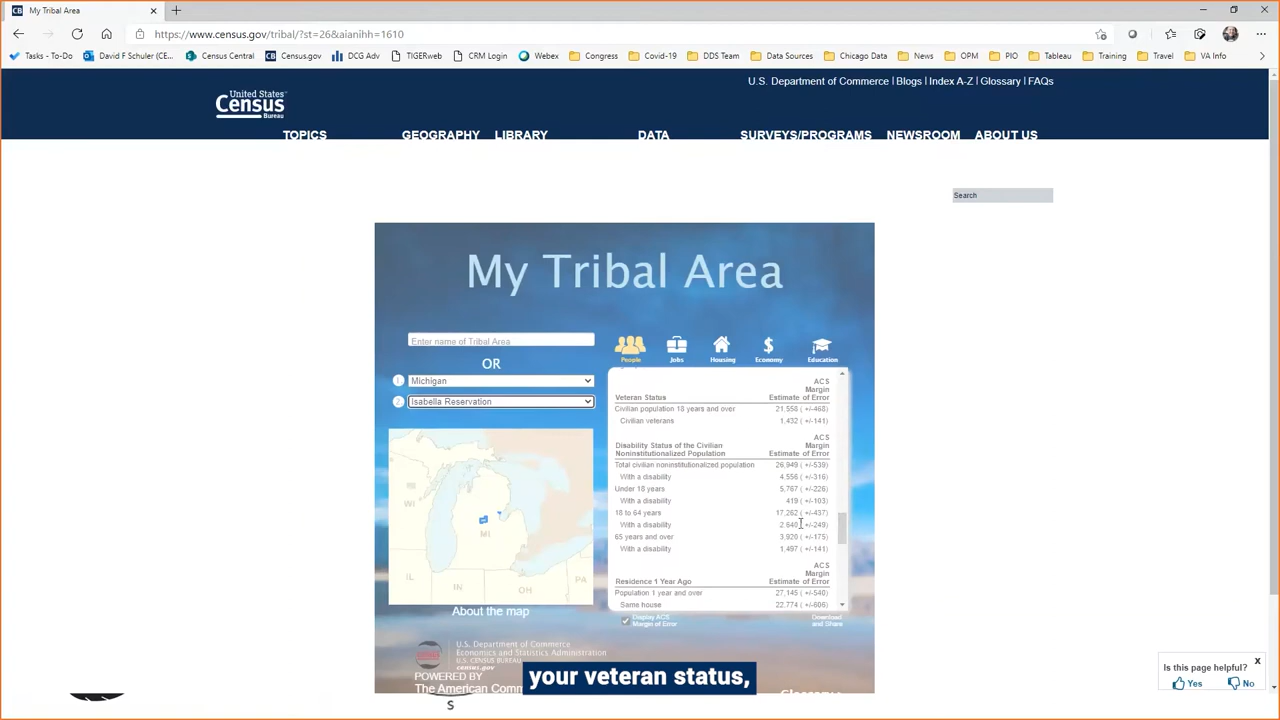 CB My Tribal Area
https://www.census.gov/tribal/?st=26&aianihh=1610
Tasks - To-Do David F Schuler (CE... Census Central Census.gov DCG Adv TIGERweb CRM Login Webex Congress Covid-19 DDS Team Data Sources Chicago Data News OPM PIO Tableau Training Travel VA Info
U.S. Department of Commerce | Blogs | Index A-Z | Glossary | FAQs
United States
Census
Bureau
TOPICS GEOGRAPHY LIBRARY DATA SURVEYS/PROGRAMS NEWSROOM ABOUT US
Search
My Tribal Area
Enter name of Tribal Area
OR
1 Michigan
2 Isabella Reservation
People Jobs Housing Economy Education
ACS
Margin
Veteran Status Estimate of Error
Civilian population 18 years and over 21,558 ( +/-468)
Civilian veterans 1,432 ( +/-141)
ACS
Disability Status of the Civilian Margin
Noninstitutionalized Population Estimate of Error
Total civilian noninstitutionalized population 26,949 ( +/-539)
With a disability 4,556 ( +/-316)
Under 18 years 5,767 ( +/-226)
With a disability 419 ( +/-103)
18 to 64 years 17,262 ( +/-437)
With a disability 2,640 +/-249)
65 years and over 3,920 ( +/-175)
With a disability 1,497 ( +/-141)
ACS
Margin
Residence 1 Year Ago Estimate of Error
Population 1 year and over 27,145 ( +/-540)
Same house 22,774 ( +/-606)
WI MI IL IN OH PA
About the map
Display ACS
Margin of Error
Download
and Share
U.S. Department of Commerce
Economics and Statistics Administration
U.S. CENSUS BUREAU
census.gov
POWERED BY
The American Comm
Glossary
your veteran status,
Is this page helpful? X
Yes No
S